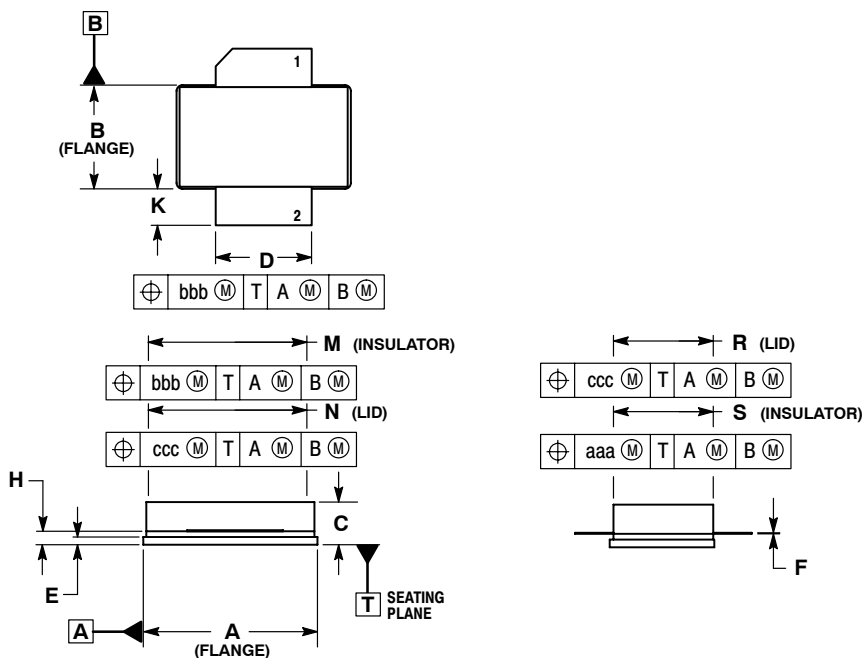 B
1
B
(FLANGE)
K
2
D
⌖ bbb Ⓜ T A Ⓜ B Ⓜ
M (INSULATOR)
⌖ bbb Ⓜ T A Ⓜ B Ⓜ
N (LID)
⌖ ccc Ⓜ T A Ⓜ B Ⓜ
H
C
E
T SEATING
PLANE
A
A
(FLANGE)
R (LID)
⌖ ccc Ⓜ T A Ⓜ B Ⓜ
S (INSULATOR)
⌖ aaa Ⓜ T A Ⓜ B Ⓜ
F